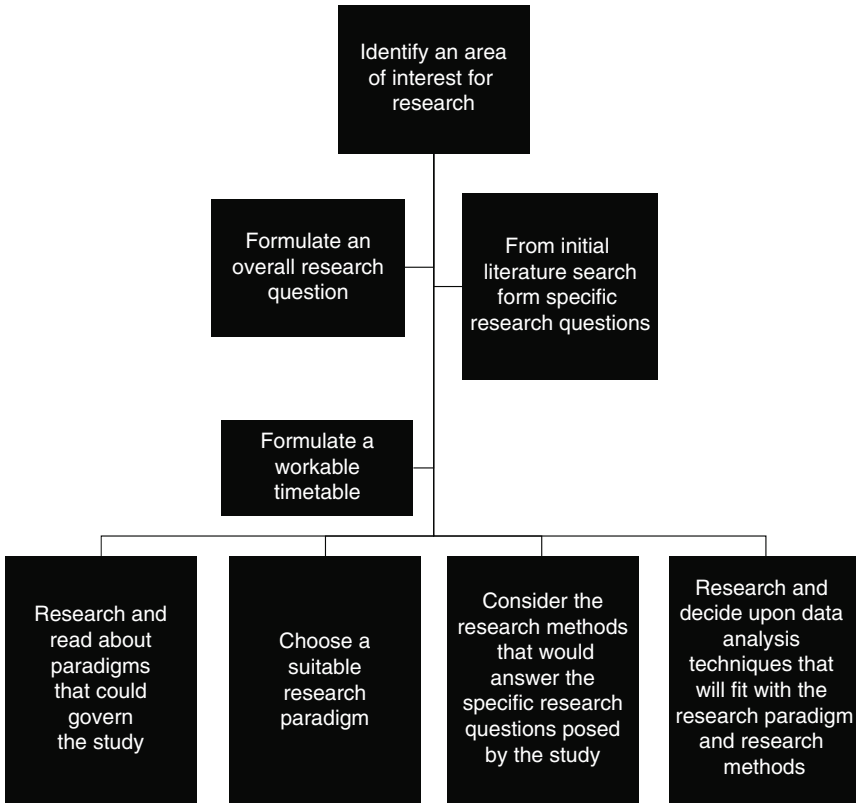 Identify an area
of interest for
research
Formulate an
overall research
question
From initial
literature search
form specific
research questions
Formulate a
workable
timetable
Research and
read about
paradigms
that could
govern
the study
Choose a
suitable
research
paradigm
Consider the
research methods
that would
answer the
specific research
questions posed
by the study
Research and
decide upon data
analysis
techniques that
will fit with the
research paradigm
and research
methods